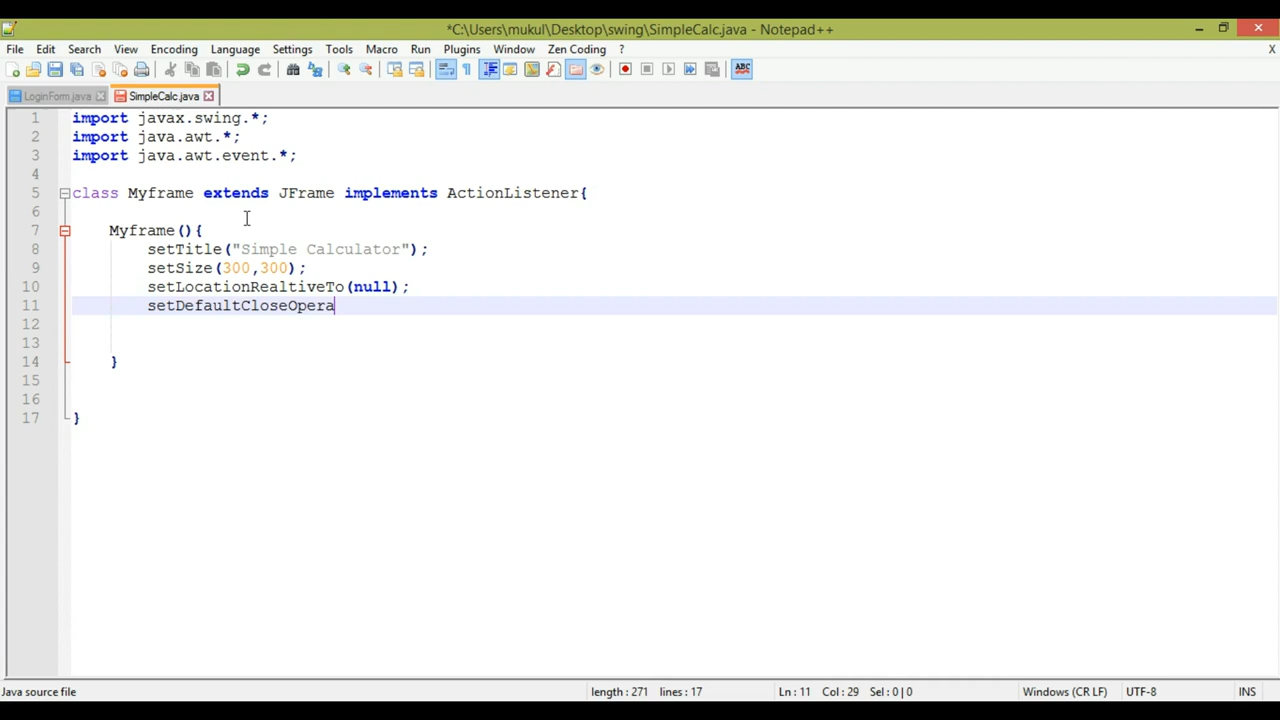 *C:\Users\mukul\Desktop\swing\SimpleCalc.java - Notepad++
File Edit Search View Encoding Language Settings Tools Macro Run Plugins Window Zen Coding ? X
ABC
LoginForm.java SimpleCalc.java
1 import javax.swing.*;
2 import java.awt.*;
3 import java.awt.event.*;
4
5 class Myframe extends JFrame implements ActionListener{
6
7 Myframe(){
8 setTitle("Simple Calculator");
9 setSize(300,300);
10 setLocationRealtiveTo(null);
11 setDefaultCloseOpera
12
13
14 }
15
16
17 }
Java source file length : 271 lines : 17 Ln : 11 Col : 29 Sel : 0 | 0 Windows (CR LF) UTF-8 INS